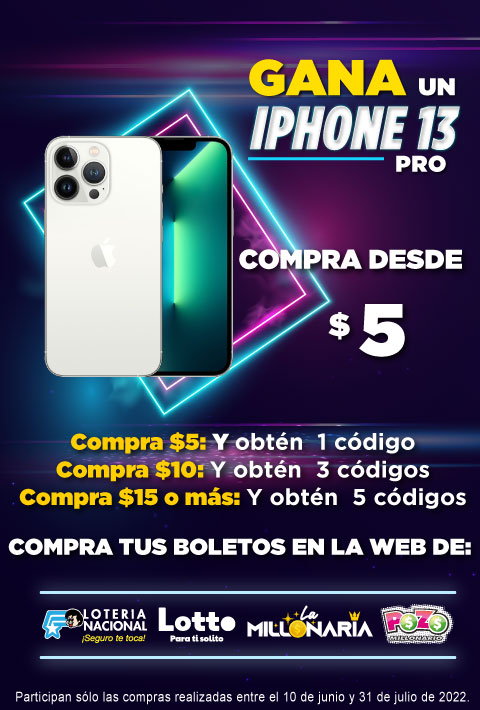 GANA UN
IPHONE 13
PRO
COMPRA DESDE
$ 5
Compra $5: Y obtén 1 código
Compra $10: Y obtén 3 códigos
Compra $15 o más: Y obtén 5 códigos
COMPRA TUS BOLETOS EN LA WEB DE:
LOTERIA
NACIONAL
¡Seguro te toca!
Lotto
Para ti solito
La
MILLONARIA
POZO
MILLONARIO
Participan sólo las compras realizadas entre el 10 de junio y 31 de julio de 2022.